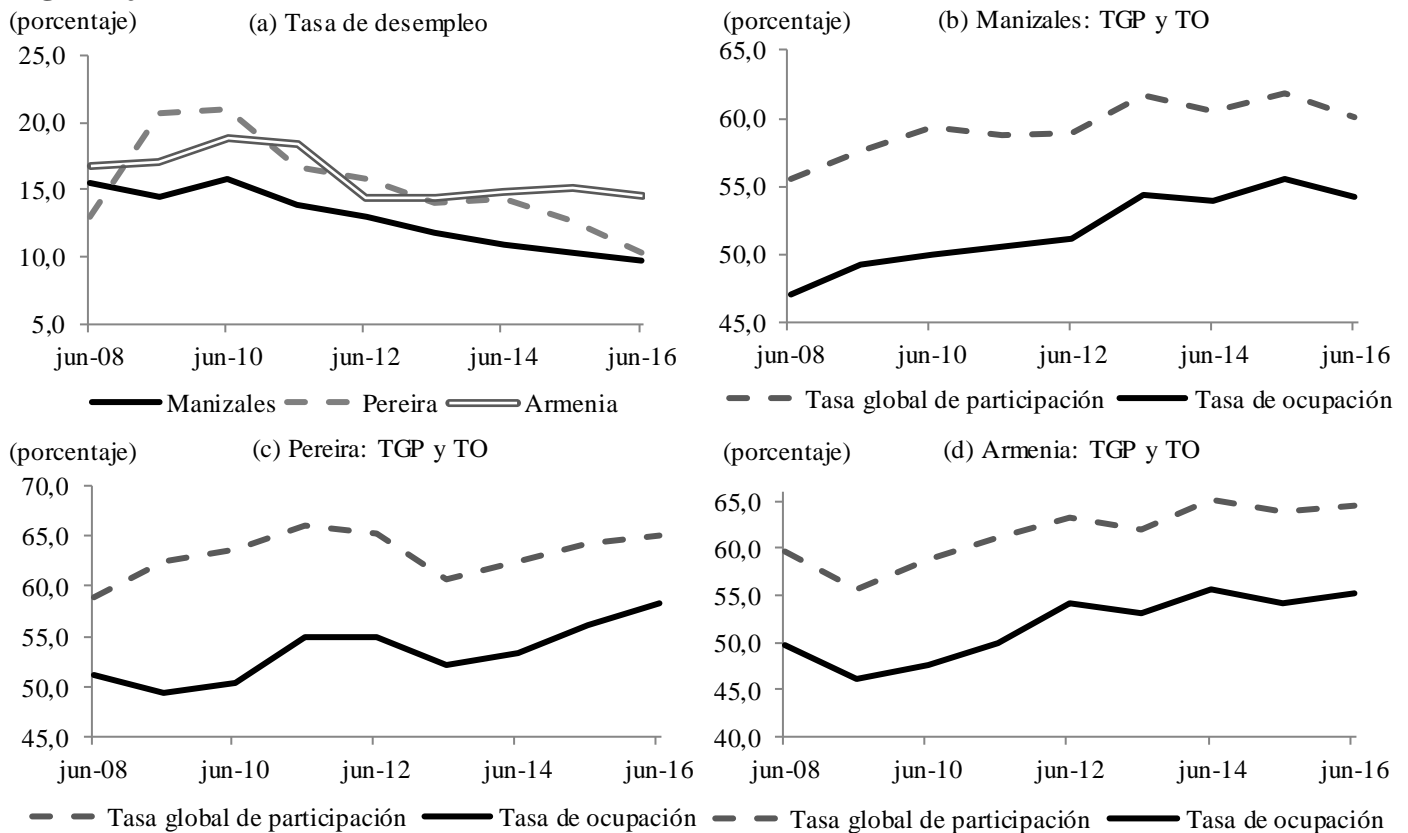 (porcentaje) (a) Tasa de desempleo
25,0
20,0
15,0
10,0
5,0
jun-08 jun-10 jun-12 jun-14 jun-16
Manizales Pereira Armenia
(porcentaje) (b) Manizales: TGP y TO
65,0
60,0
55,0
50,0
45,0
jun-08 jun-10 jun-12 jun-14 jun-16
Tasa global de participación Tasa de ocupación
(porcentaje) (c) Pereira: TGP y TO
70,0
65,0
60,0
55,0
50,0
45,0
jun-08 jun-10 jun-12 jun-14 jun-16
Tasa global de participación Tasa de ocupación
(porcentaje) (d) Armenia: TGP y TO
65,0
60,0
55,0
50,0
45,0
40,0
jun-08 jun-10 jun-12 jun-14 jun-16
Tasa global de participación Tasa de ocupación